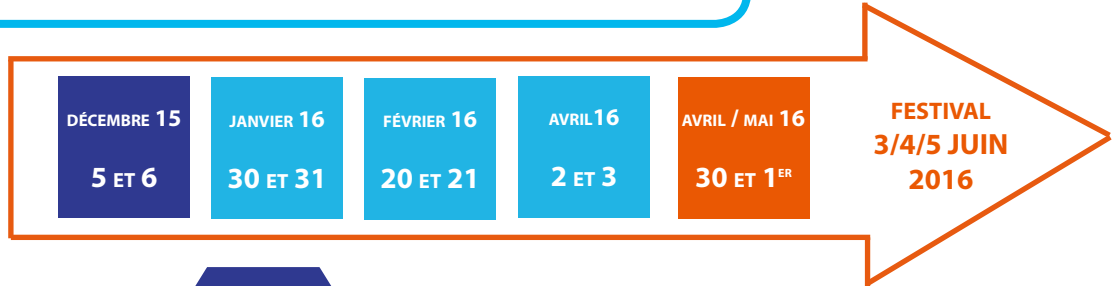 DÉCEMBRE 15
5 ET 6
JANVIER 16
30 ET 31
FÉVRIER 16
20 ET 21
AVRIL16
2 ET 3
AVRIL / MAI 16
30 ET 1ER
FESTIVAL
3/4/5 JUIN
2016